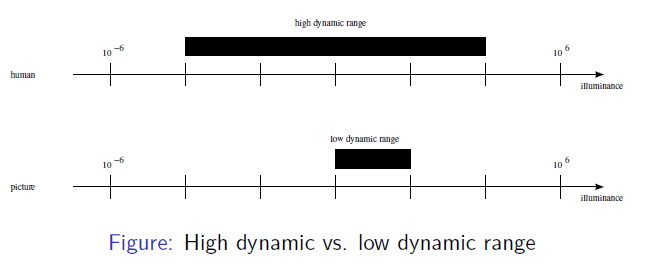 high dynamic range
10 -6
10 6
human
illuminance
low dynamic range
10 -6
10 6
picture
illuminance
Figure: High dynamic vs. low dynamic range